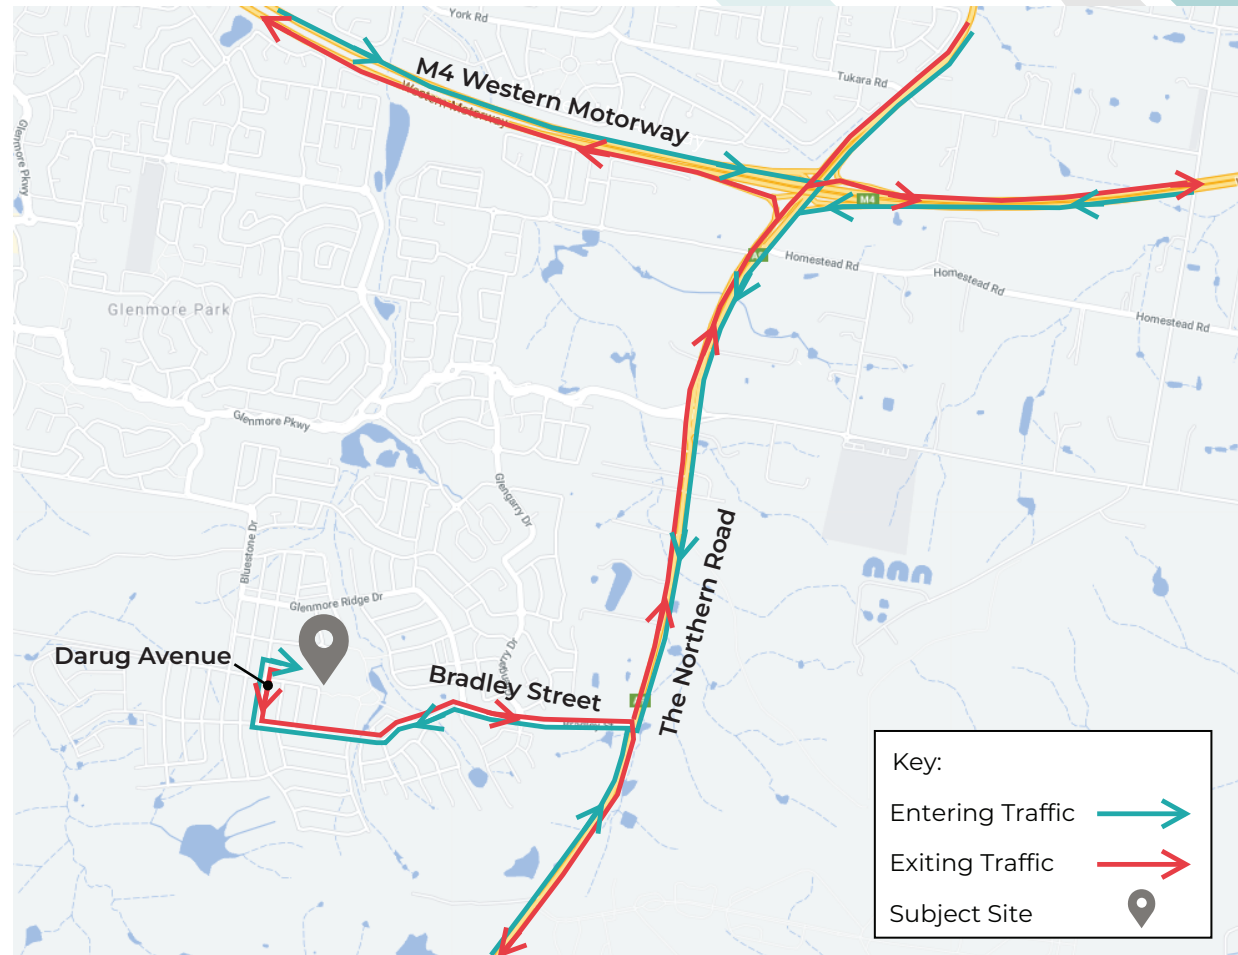 York Rd
M4 Western Motorway
Western Motorway
Tukara Rd
Glenmore Pkwy
M4
Homestead Rd
Homestead Rd
Homestead Rd
Glenmore Park
Glenmore Pkwy
Glengarry Dr
Bluestone Dr
The Northern Road
Glenmore Ridge Dr
Darug Avenue
Bradley Street
Key:
Entering Traffic
Exiting Traffic
Subject Site